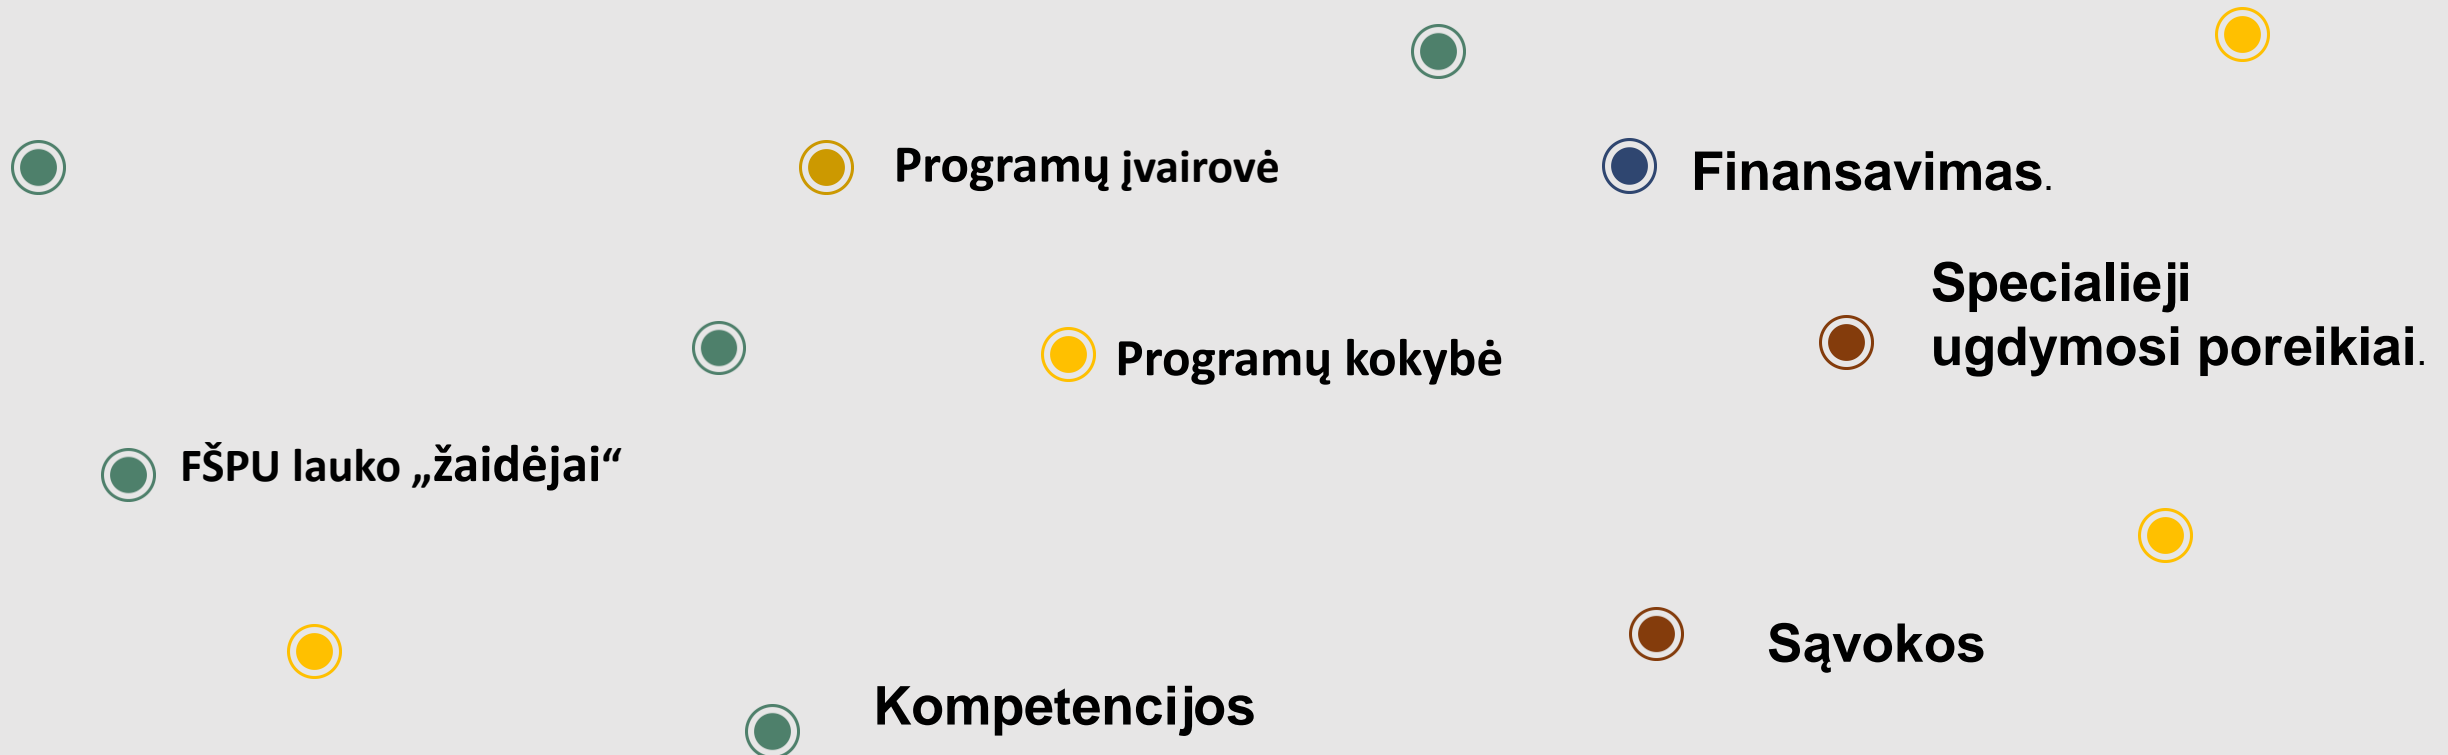 Programų įvairovė
Finansavimas.
Specialieji
ugdymosi poreikiai.
Programų kokybė
FŠPU lauko „žaidėjai“
Sąvokos
Kompetencijos